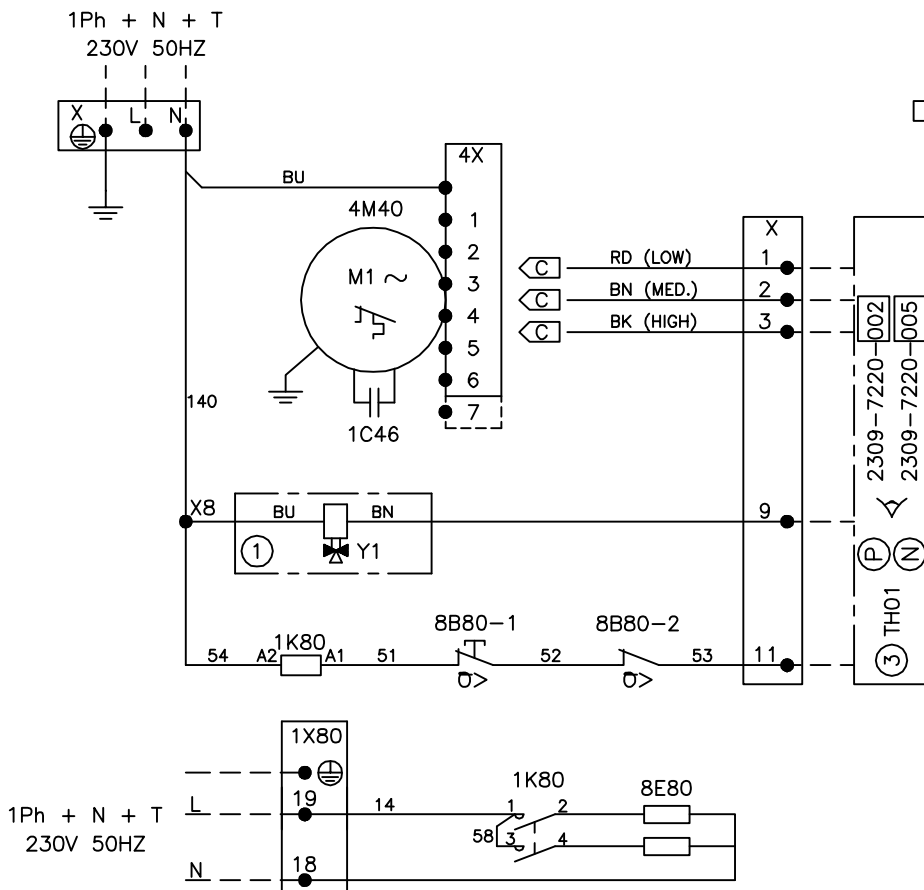 1Ph + N + T
230V 50HZ
X L N
BU
4X
4M40
M1 ~
1
2
3
4
5
6
7
1C46
140
X
C RD (LOW) 1
C BN (MED.) 2
C BK (HIGH) 3
2309-7220-002
2309-7220-005
P N
3 TH01
X8 BU BN 9
1 Y1
8B80-1 8B80-2
1K80
54 A2 A1 51 52 53 11
1X80
1K80 8E80
1Ph + N + T
230V 50HZ
L 19 14 1 2
58 3 4
N 18